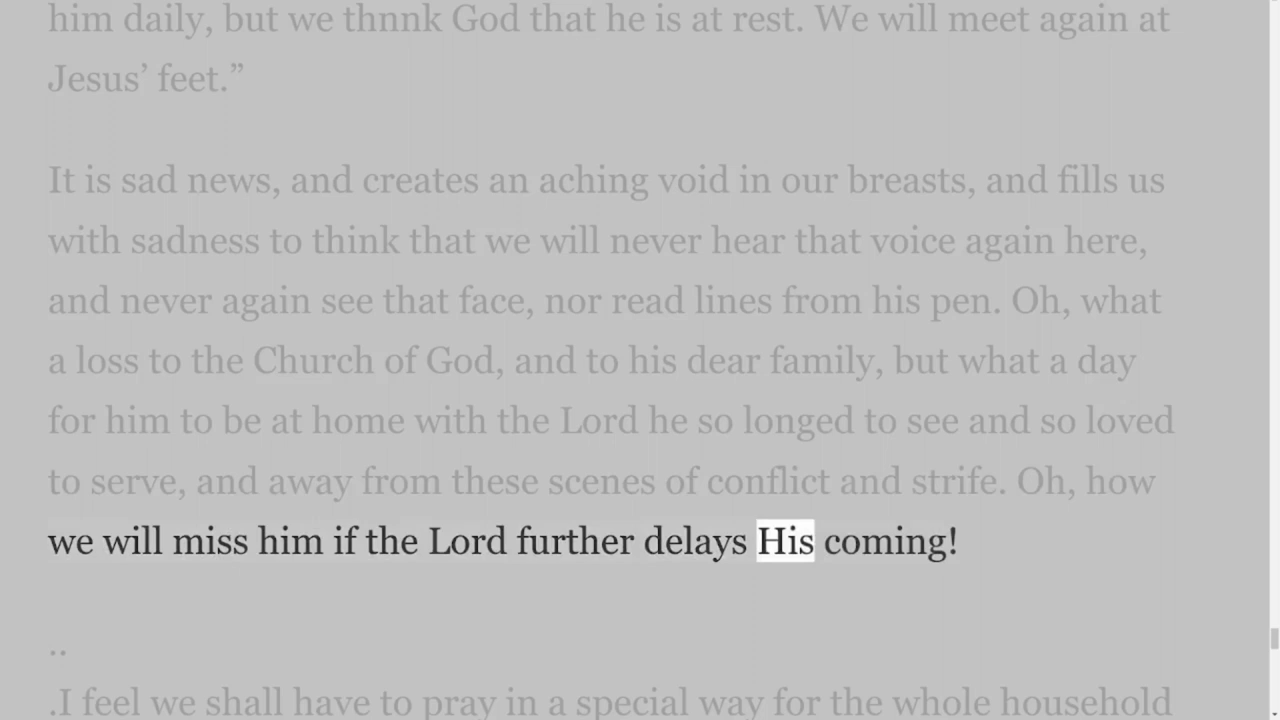 him daily, but we thnnk God that he is at rest. We will meet again at
Jesus’ feet.”
It is sad news, and creates an aching void in our breasts, and fills us
with sadness to think that we will never hear that voice again here,
and never again see that face, nor read lines from his pen. Oh, what
a loss to the Church of God, and to his dear family, but what a day
for him to be at home with the Lord he so longed to see and so loved
to serve, and away from these scenes of conflict and strife. Oh, how
we will miss him if the Lord further delays His coming!
..
.I feel we shall have to pray in a special way for the whole household